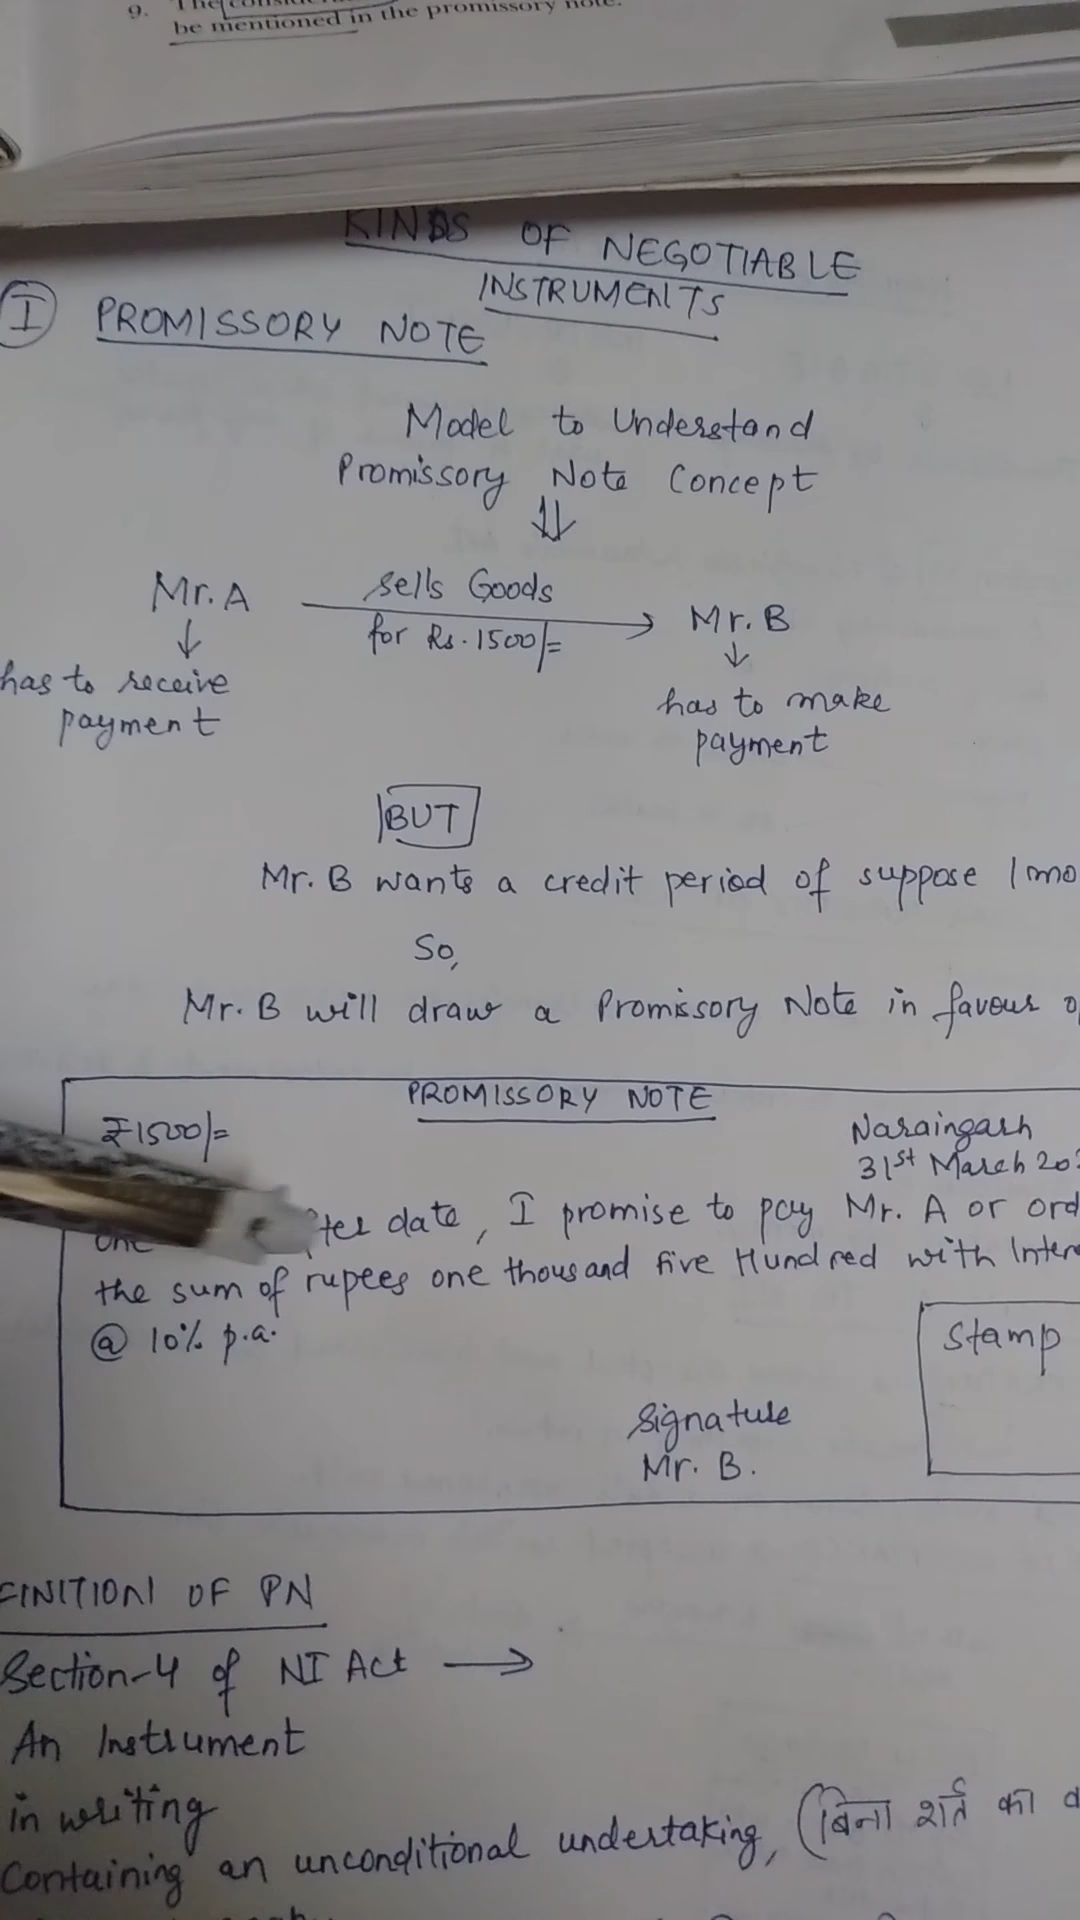 9.
be mentioned in the promissory note.
KINDS OF NEGOTIABLE
INSTRUMENTS
I PROMISSORY NOTE
Model to Understand
Promissory Note Concept
Mr. A sells Goods for Rs. 1500/= Mr. B
has to receive
payment
has to make
payment
BUT
Mr. B wants a credit period of suppose 1 mo
So,
Mr. B will draw a Promissory Note in favour o
PROMISSORY NOTE
₹1500/=
Naraingarh
31st March 20
date, I promise to pay Mr. A or ord
the sum of rupees one thousand five Hundred with Inter
@ 10% p.a.
Stamp
Signature
Mr. B.
FINITION OF PN
Section-4 of NI Act
An Instrument
in writing
Containing an unconditional undertaking, (बिना शर्त का